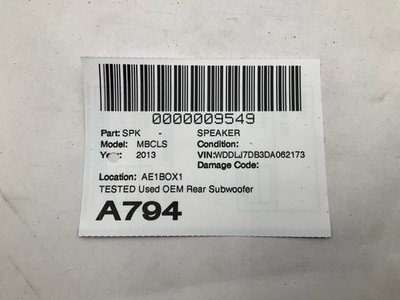 0000009549
Part: SPK - SPEAKER
Model: MBCLS Condition:
Year: 2013 VIN:WDDLJ7DB3DA062173
Damage Code:
Location: AE1BOX1
TESTED Used OEM Rear Subwoofer
A794